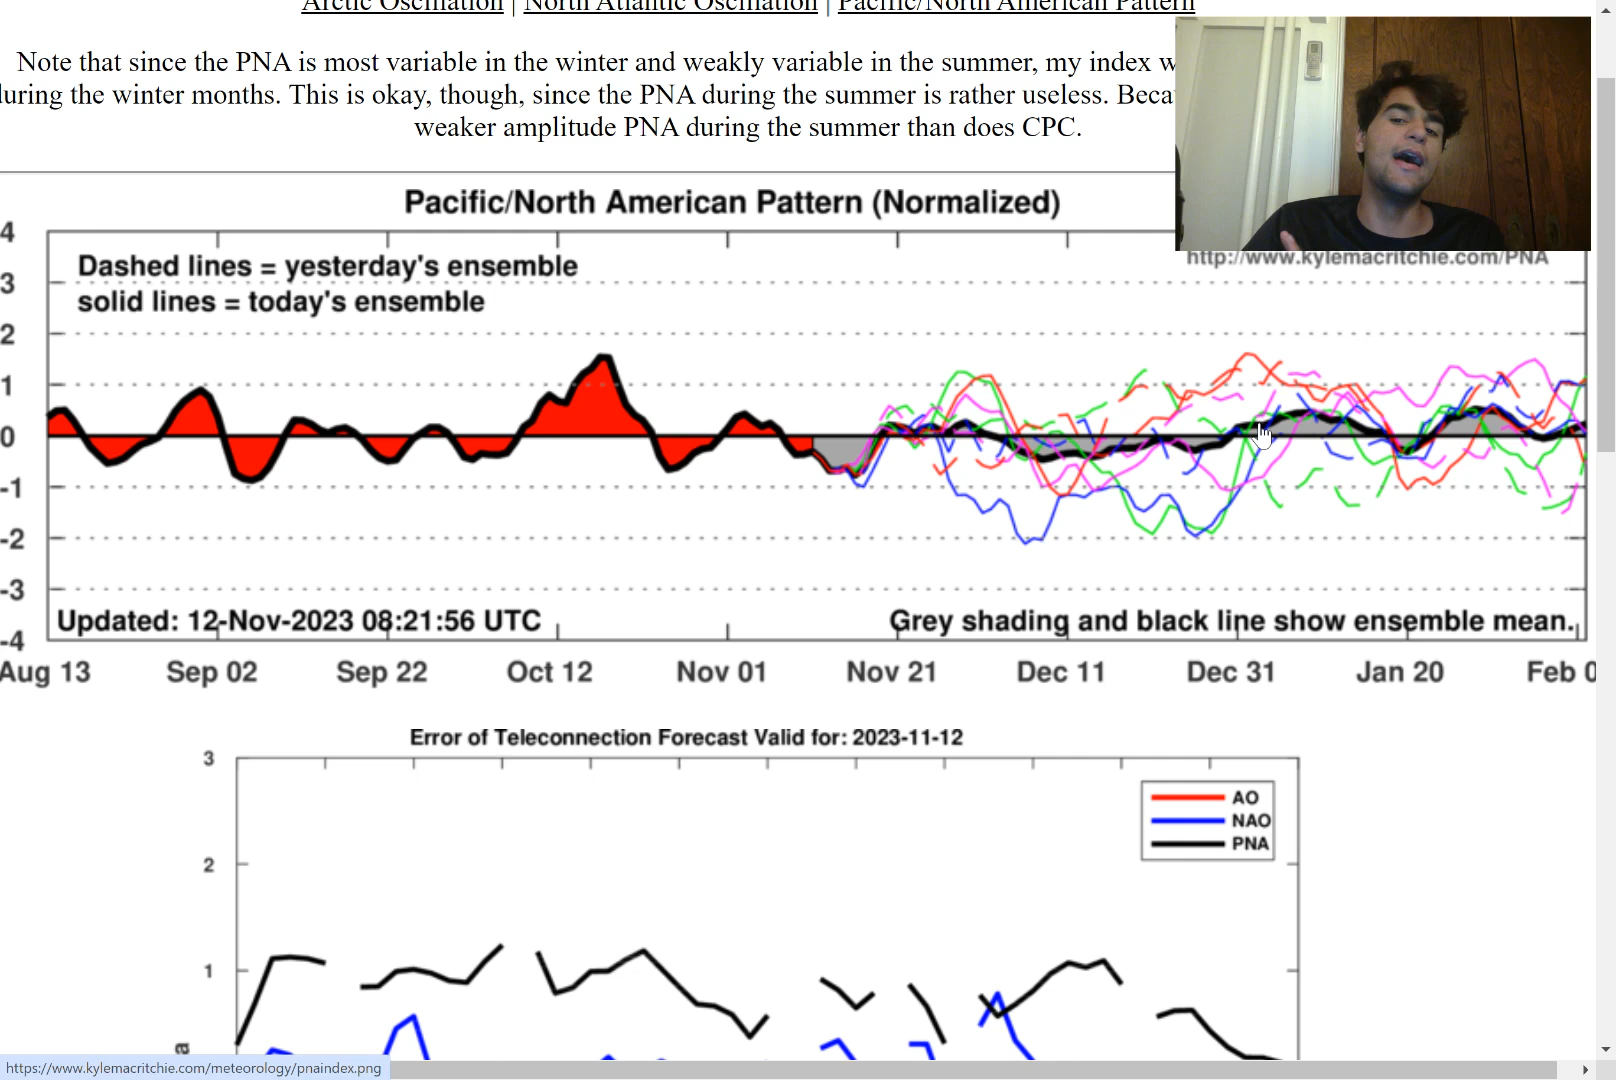 Arctic Oscillation | North Atlantic Oscillation | Pacific/North American Pattern
Note that since the PNA is most variable in the winter and weakly variable in the summer, my index w
during the winter months. This is okay, though, since the PNA during the summer is rather useless. Beca
weaker amplitude PNA during the summer than does CPC.
Pacific/North American Pattern (Normalized)
http://www.kylemacritchie.com/PNA
Dashed lines = yesterday's ensemble
solid lines = today's ensemble
4
3
2
1
0
-1
-2
-3
-4
Updated: 12-Nov-2023 08:21:56 UTC
Grey shading and black line show ensemble mean.
Aug 13 Sep 02 Sep 22 Oct 12 Nov 01 Nov 21 Dec 11 Dec 31 Jan 20 Feb 0
Error of Teleconnection Forecast Valid for: 2023-11-12
3
2
1
AO
NAO
PNA
a
https://www.kylemacritchie.com/meteorology/pnaindex.png